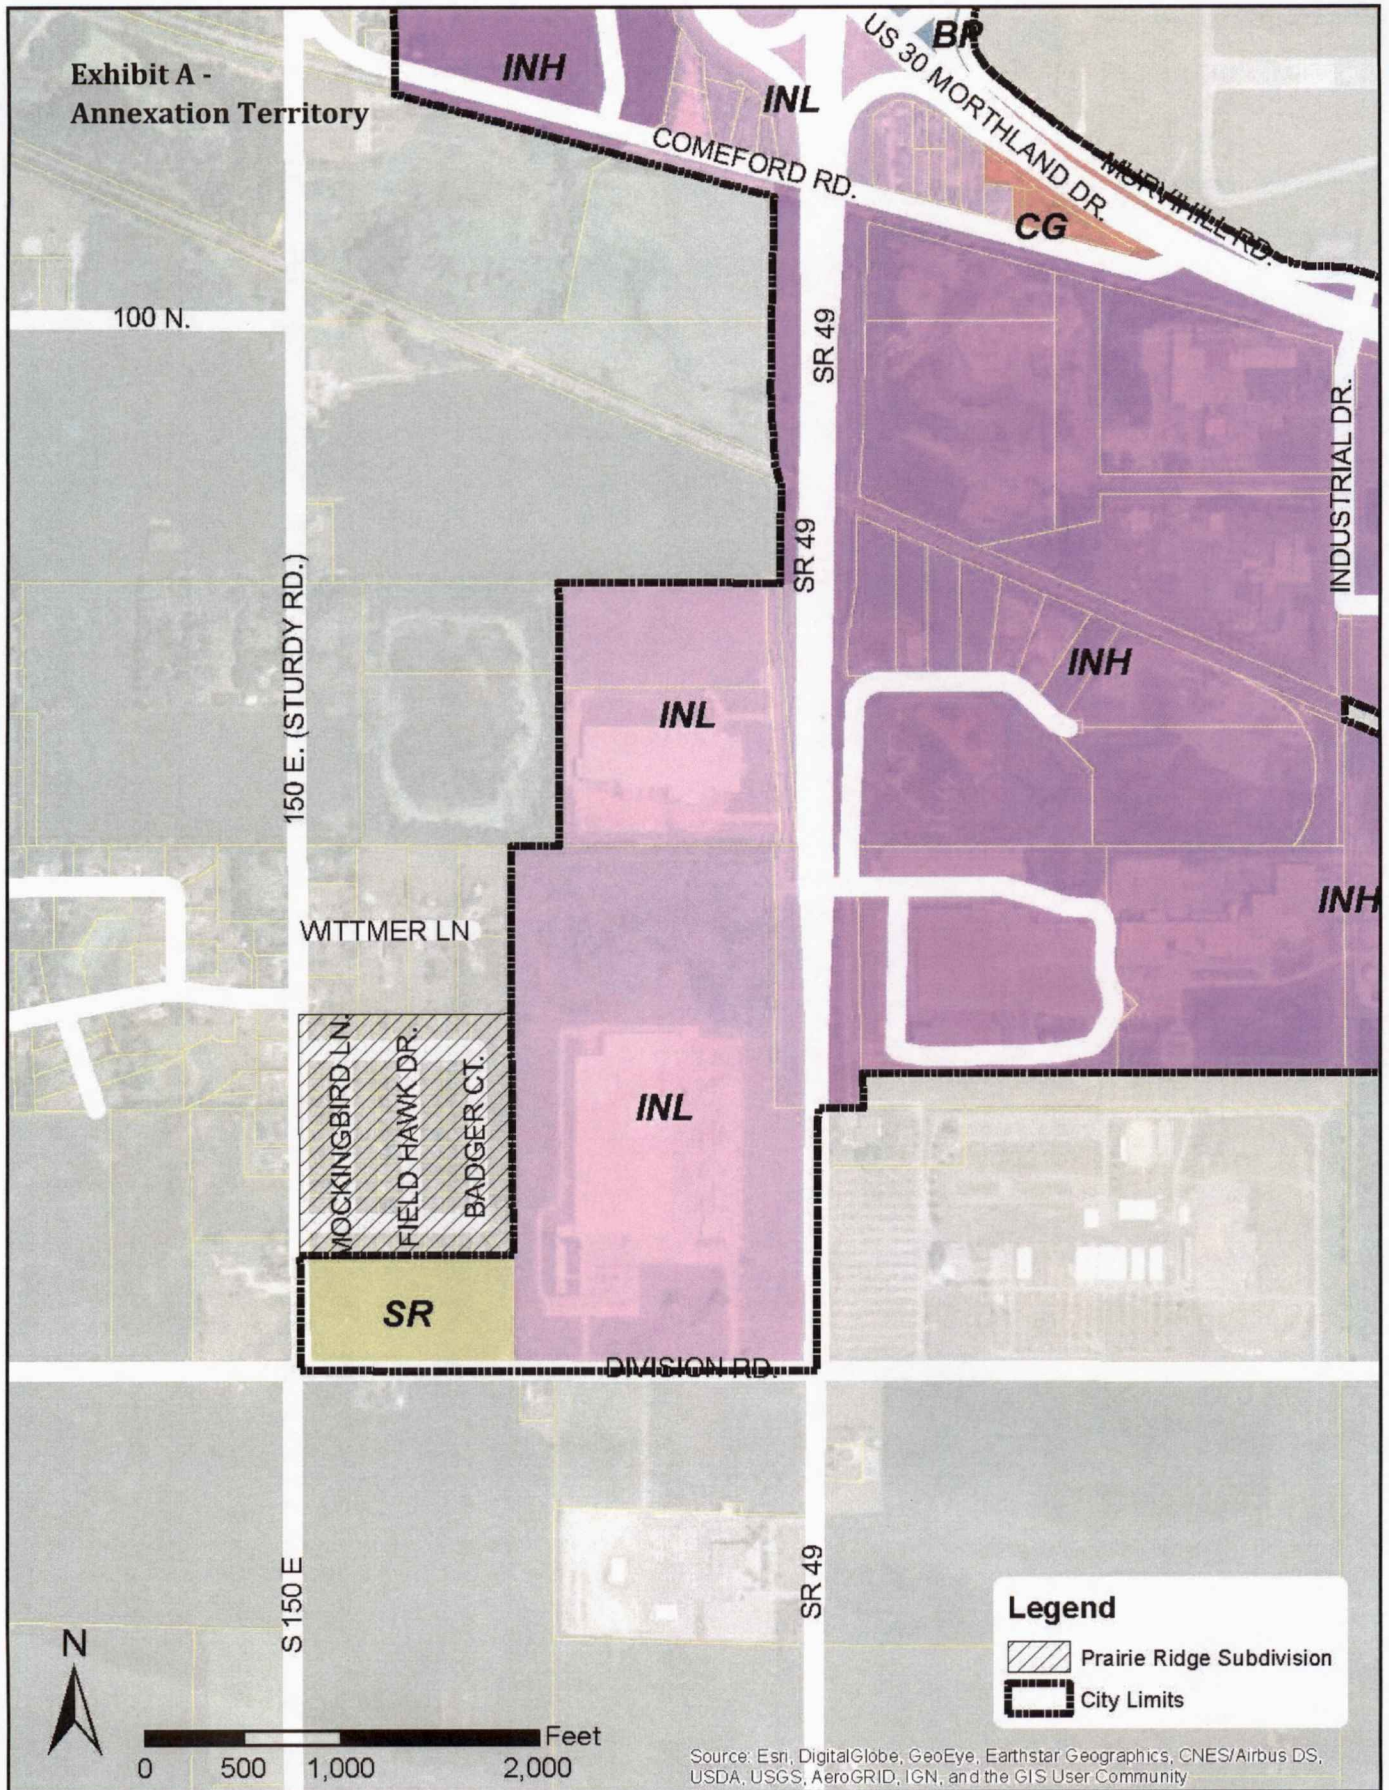 Exhibit A -
Annexation Territory
INH
INL
BP
US 30 MORTHLAND DR.
COMEFORD RD.
MURVIHILL RD.
CG
100 N.
SR 49
INDUSTRIAL DR.
SR 49
150 E. (STURDY RD.)
INH
INL
INH
WITTMER LN
MOCKINGBIRD LN.
FIELD HAWK DR.
BADGER CT.
INL
SR
DIVISION RD.
S 150 E
SR 49
Legend
Prairie Ridge Subdivision
City Limits
N
Feet
0 500 1,000 2,000
Source: Esri, DigitalGlobe, GeoEye, Earthstar Geographics, CNES/Airbus DS,
USDA, USGS, AeroGRID, IGN, and the GIS User Community